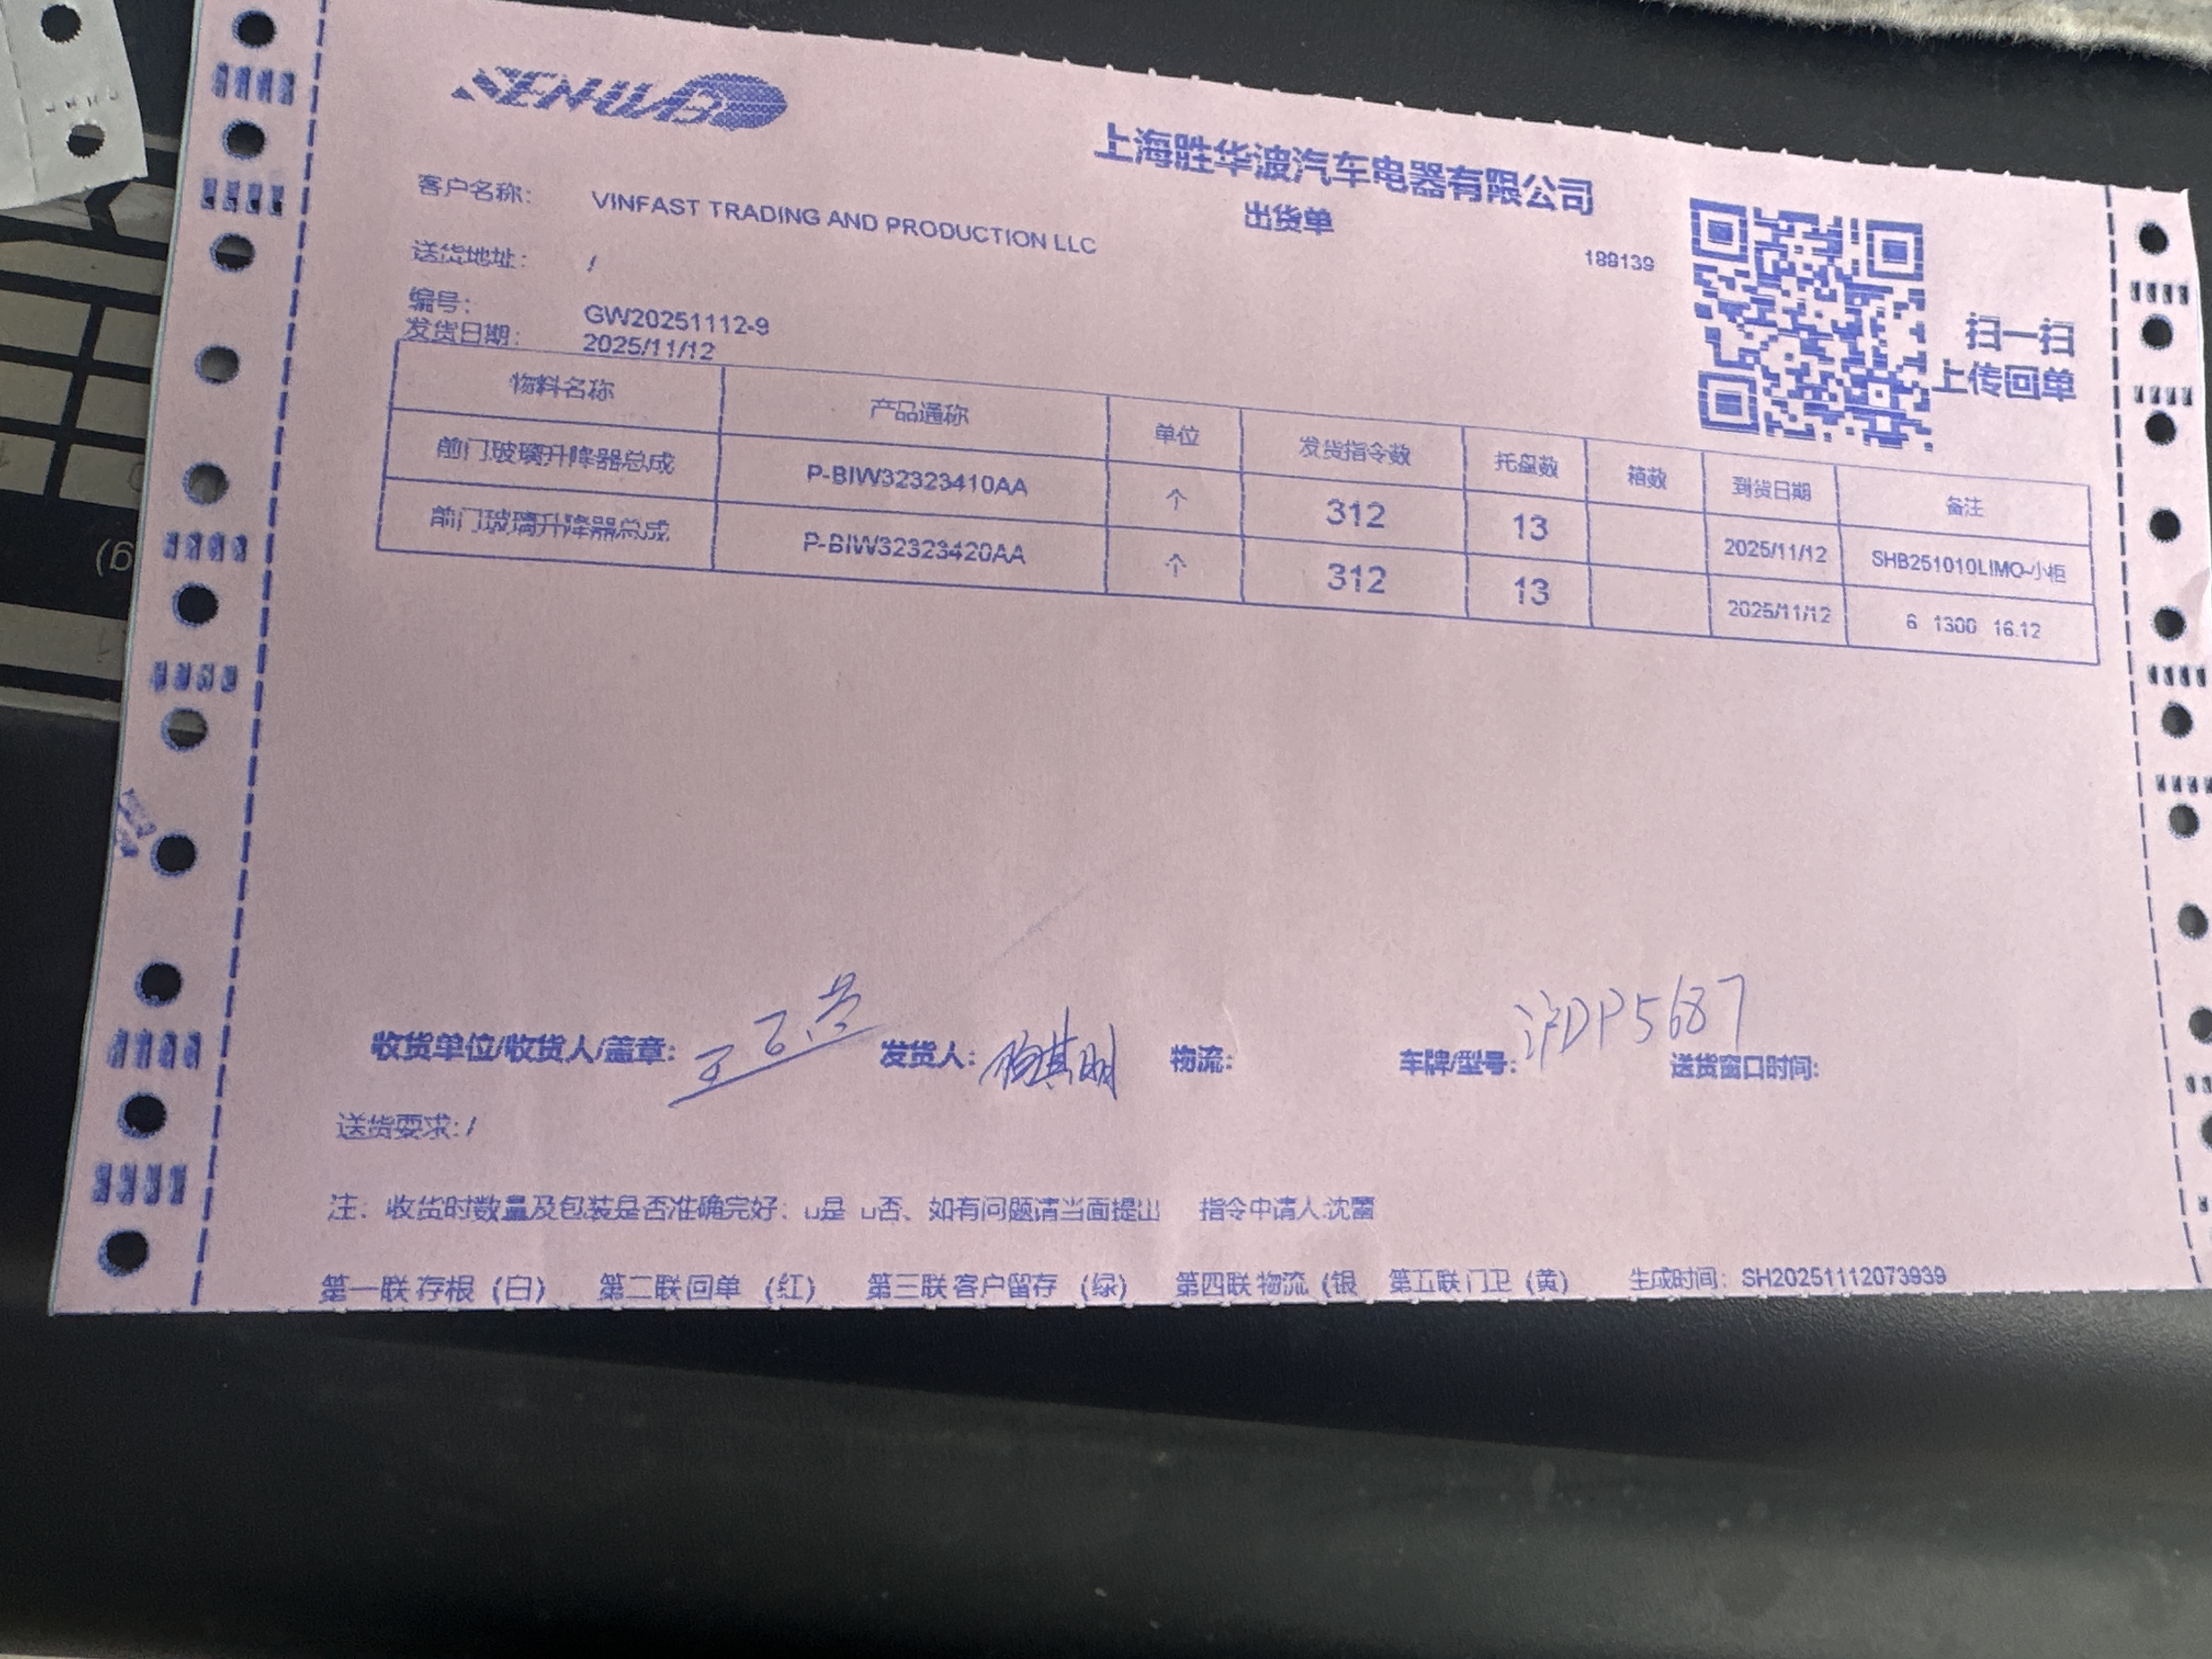 SENWB
上海胜华波汽车电器有限公司
出货单
188139
客户名称： VINFAST TRADING AND PRODUCTION LLC
送货地址： /
编号： GW20251112-9
发货日期： 2025/11/12
扫一扫
上传回单
物料名称 产品通称 单位 发货指令数 托盘数 箱数 到货日期 备注
前门玻璃升降器总成 P-BIW32323410AA 个 312 13 2025/11/12 SHB251010LIMO-小柜
前门玻璃升降器总成 P-BIW32323420AA 个 312 13 2025/11/12 6 1300 16.12
收货单位/收货人/盖章： 发货人： 物流： 车牌/型号： 沪DP5687 送货窗口时间：
送货要求：/
注： 收货时数量及包装是否准确完好：u是 u否、如有问题请当面提出 指令申请人:沈蕾
第一联 存根（白） 第二联 回单（红） 第三联 客户留存（绿） 第四联 物流（银 第五联 门卫（黄） 生成时间：SH20251112073939